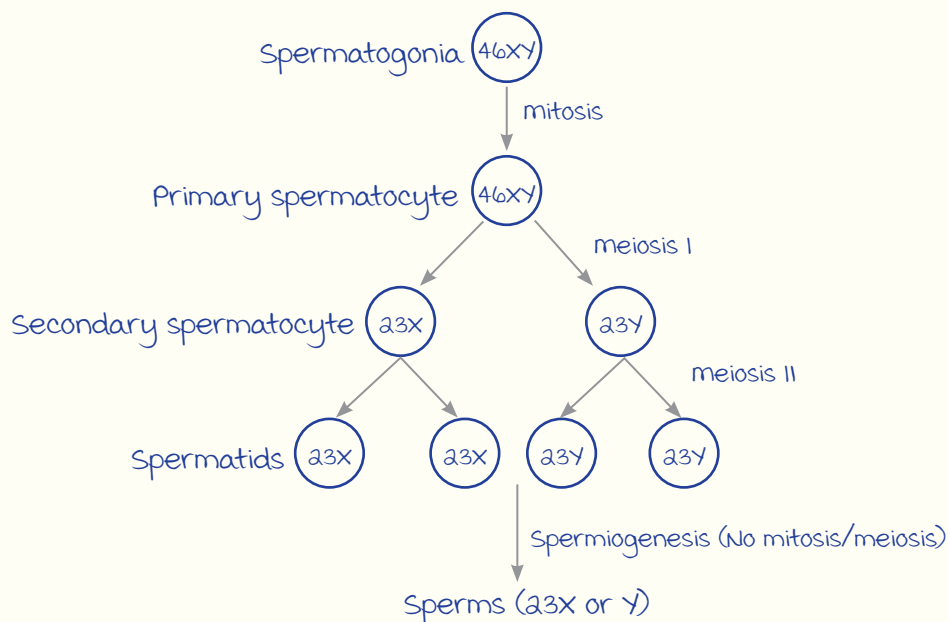 Spermatogonia 46XY
mitosis
Primary spermatocyte 46XY
meiosis I
Secondary spermatocyte 23X 23Y
meiosis II
Spermatids 23X 23X 23Y 23Y
Spermiogenesis (No mitosis/meiosis)
Sperms (23X or Y)